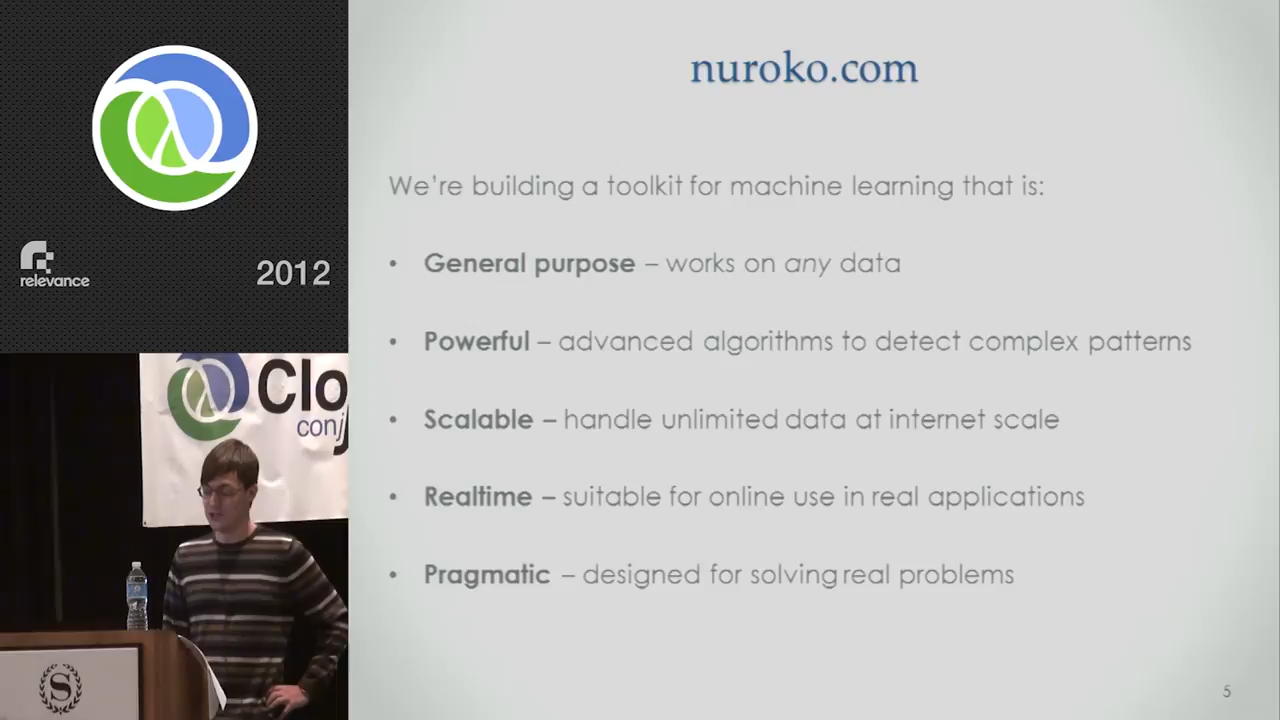 relevance
2012
Clo
conj
S
nuroko.com
We're building a toolkit for machine learning that is:
• General purpose – works on any data
• Powerful – advanced algorithms to detect complex patterns
• Scalable – handle unlimited data at internet scale
• Realtime – suitable for online use in real applications
• Pragmatic – designed for solving real problems
5